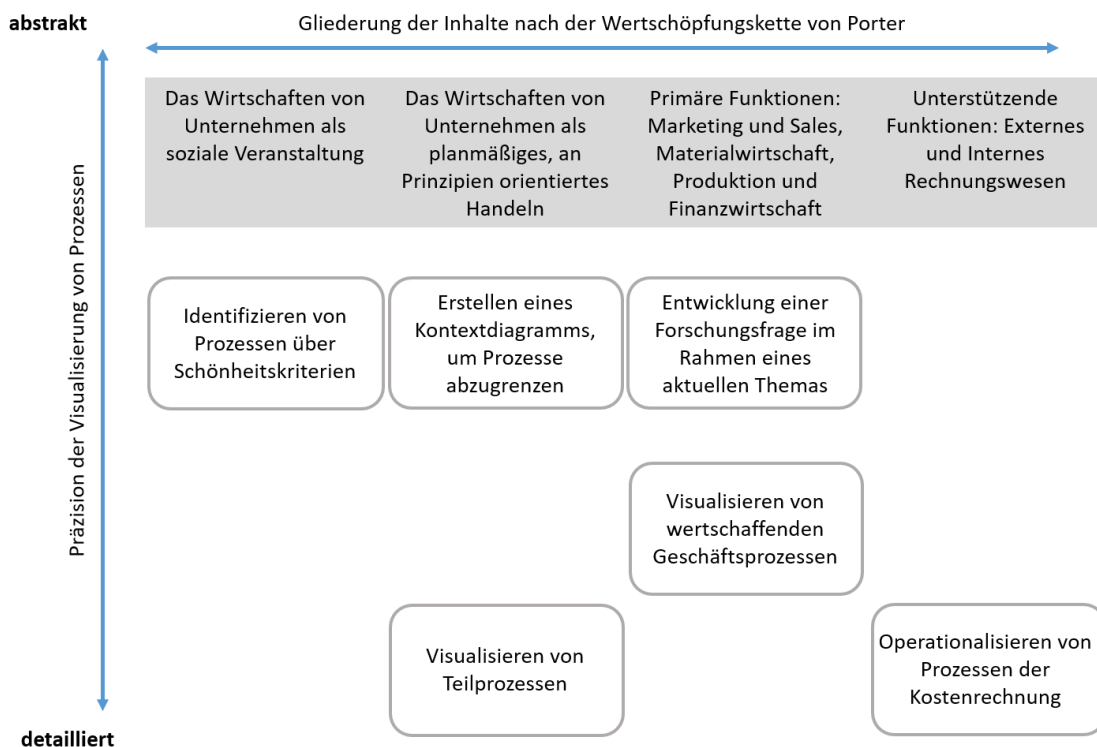 abstrakt
Gliederung der Inhalte nach der Wertschöpfungskette von Porter
Präzision der Visualisierung von Prozessen
Das Wirtschaften von
Unternehmen als
soziale Veranstaltung
Das Wirtschaften von
Unternehmen als
planmäßiges, an
Prinzipien orientiertes
Handeln
Primäre Funktionen:
Marketing und Sales,
Materialwirtschaft,
Produktion und
Finanzwirtschaft
Unterstützende
Funktionen: Externes
und Internes
Rechnungswesen
Identifizieren von
Prozessen über
Schönheitskriterien
Erstellen eines
Kontextdiagramms,
um Prozesse
abzugrenzen
Entwicklung einer
Forschungsfrage im
Rahmen eines
aktuellen Themas
Visualisieren von
wertschaffenden
Geschäftsprozessen
Visualisieren von
Teilprozessen
Operationalisieren von
Prozessen der
Kostenrechnung
detailliert